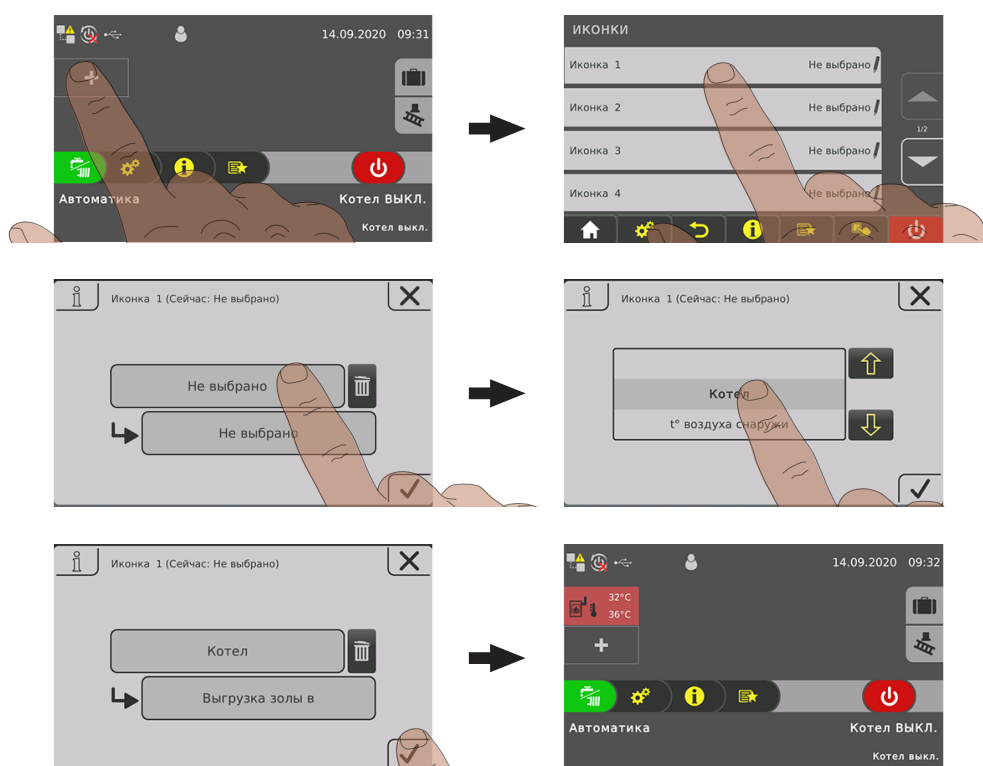 14.09.2020 09:31
Автоматика
Котел ВЫКЛ.
Котел выкл.
ИКОНКИ
Иконка 1 Не выбрано
Иконка 2 Не выбрано
1/2
Иконка 3 Не выбрано
Иконка 4 Не выбрано
Иконка 1 (Сейчас: Не выбрано)
Не выбрано
Не выбрано
Иконка 1 (Сейчас: Не выбрано)
Котел
t° воздуха снаружи
Иконка 1 (Сейчас: Не выбрано)
Котел
Выгрузка золы в
14.09.2020 09:32
32°C
36°C
Автоматика
Котел ВЫКЛ.
Котел выкл.